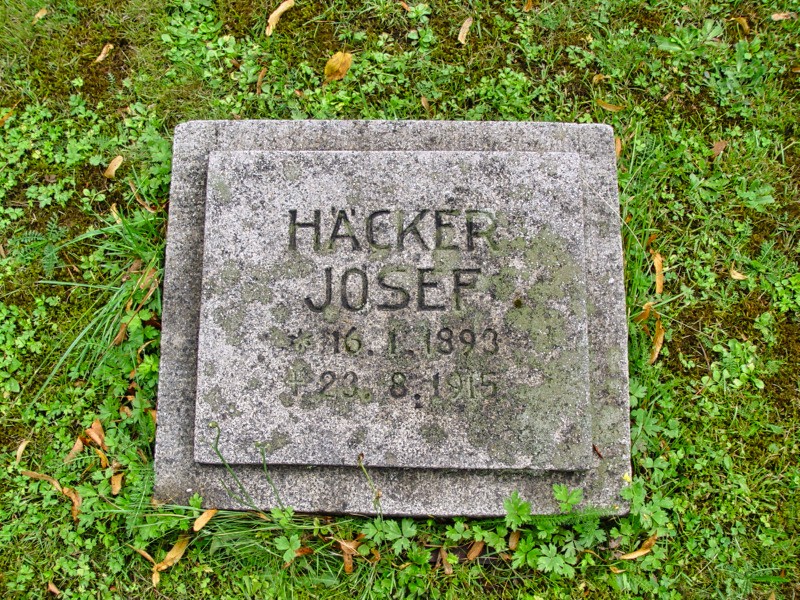 HÄCKER
JOSEF
* 16. 1. 1893
† 23. 8. 1915